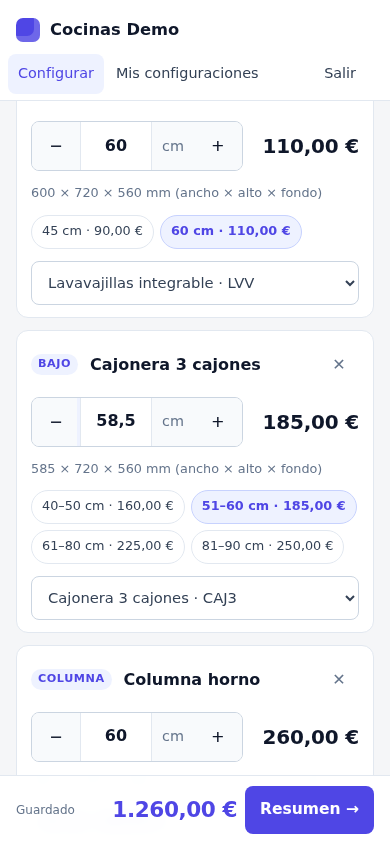 Cocinas Demo
Configurar Mis configuraciones Salir
− 60 cm + 110,00 €
600 × 720 × 560 mm (ancho × alto × fondo)
45 cm · 90,00 € 60 cm · 110,00 €
Lavavajillas integrable · LVV
BAJO Cajonera 3 cajones ×
− 58,5 cm + 185,00 €
585 × 720 × 560 mm (ancho × alto × fondo)
40–50 cm · 160,00 € 51–60 cm · 185,00 €
61–80 cm · 225,00 € 81–90 cm · 250,00 €
Cajonera 3 cajones · CAJ3
COLUMNA Columna horno ×
− 60 cm + 260,00 €
Guardado 1.260,00 € Resumen →